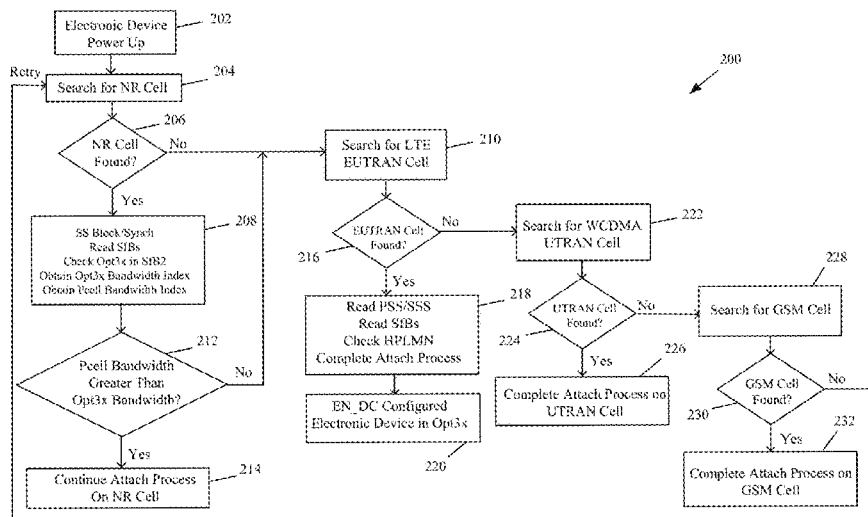 Electronic Device
Power Up
202
Retry
Search for NR Cell
204
200
206
NR Cell
Found?
No
Yes
Search for LTE
EUTRAN Cell
210
208
SS Block/Synch
Read SIBs
Check Opt3x in SIB2
Obtain Opt3x Bandwidth Index
Obtain Pcell Bandwidth Index
EUTRAN Cell
Found?
216
No
Yes
Search for WCDMA
UTRAN Cell
222
228
Read PSS/SSS
Read SIBs
Check HPLMN
Complete Attach Process
218
UTRAN Cell
Found?
224
No
Yes
Search for GSM Cell
212
Pcell Bandwidth
Greater Than
Opt3x Bandwidth?
No
Yes
226
Complete Attach Process on
UTRAN Cell
GSM Cell
Found?
230
No
Yes
EN_DC Configured
Electronic Device in Opt3x
220
232
Continue Attach Process
On NR Cell
214
Complete Attach Process on
GSM Cell